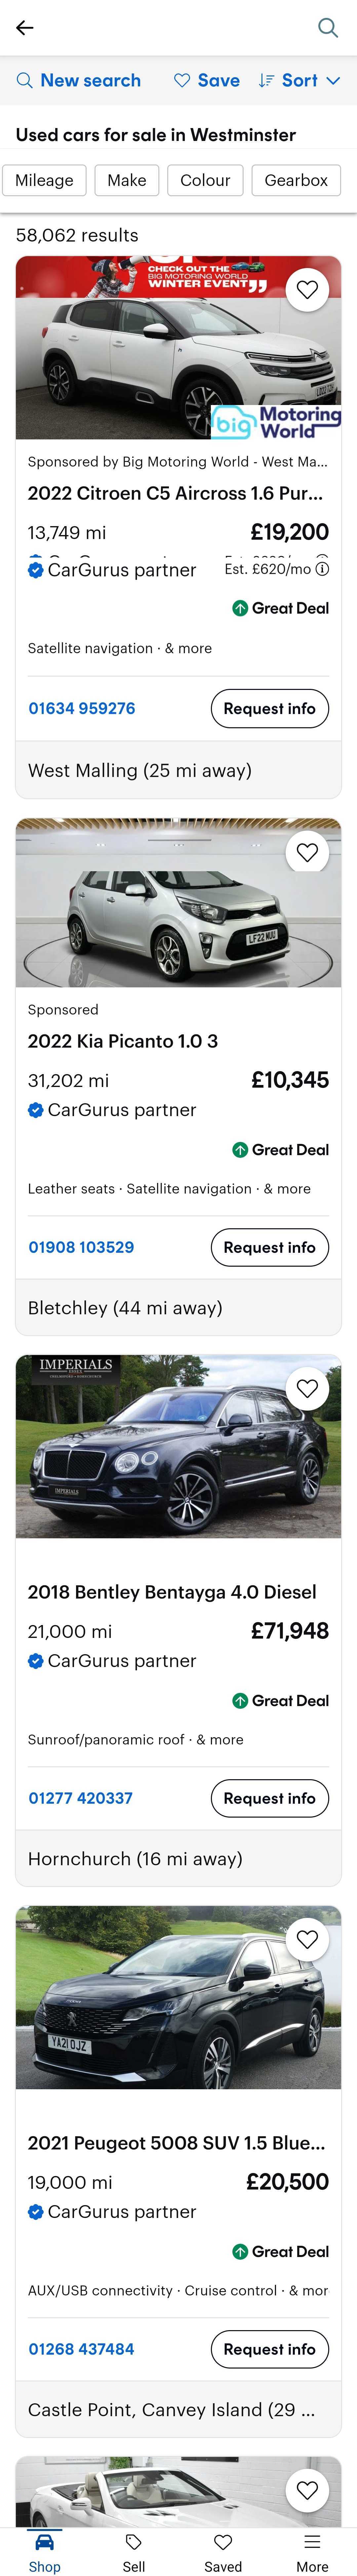 New search
Save
Sort
Used cars for sale in Westminster
Mileage
Make
Colour
Gearbox
58,062 results
CHECK OUT THE
BIG MOTORING WORLD
WINTER EVENT
big Motoring World
Sponsored by Big Motoring World - West Ma...
2022 Citroen C5 Aircross 1.6 Pur...
13,749 mi
£19,200
CarGurus partner
Est. £620/mo
Great Deal
Satellite navigation · & more
01634 959276
Request info
West Malling (25 mi away)
LF22 MUU
Sponsored
2022 Kia Picanto 1.0 3
31,202 mi
£10,345
CarGurus partner
Great Deal
Leather seats · Satellite navigation · & more
01908 103529
Request info
Bletchley (44 mi away)
IMPERIALS
IMPERIALS
2018 Bentley Bentayga 4.0 Diesel
21,000 mi
£71,948
CarGurus partner
Great Deal
Sunroof/panoramic roof · & more
01277 420337
Request info
Hornchurch (16 mi away)
YA21 OJZ
2021 Peugeot 5008 SUV 1.5 Blue...
19,000 mi
£20,500
CarGurus partner
Great Deal
AUX/USB connectivity · Cruise control · & mor
01268 437484
Request info
Castle Point, Canvey Island (29 ...
Shop
Sell
Saved
More